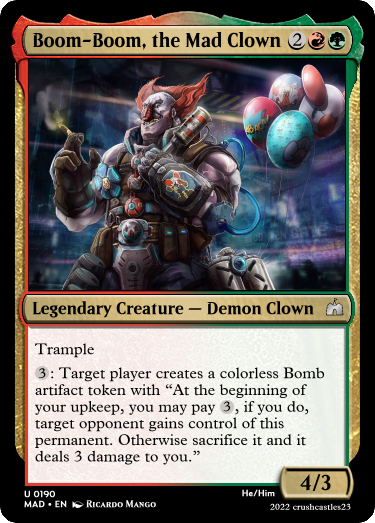 Boom-Boom, the Mad Clown 2
Legendary Creature — Demon Clown
Trample
3: Target player creates a colorless Bomb
artifact token with “At the beginning of
your upkeep, you may pay 3, if you do,
target opponent gains control of this
permanent. Otherwise sacrifice it and it
deals 3 damage to you.”
4/3
U 0190
He/Him
MAD • EN Ricardo Mango
2022 crushcastles23